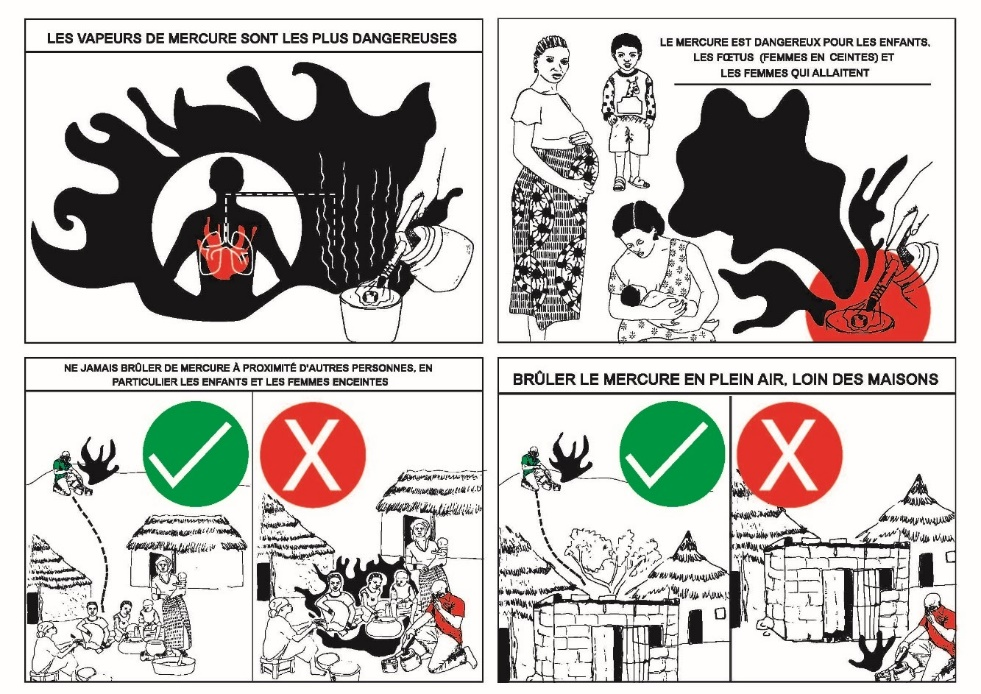 LES VAPEURS DE MERCURE SONT LES PLUS DANGEREUSES
LE MERCURE EST DANGEREUX POUR LES ENFANTS,
LES FŒTUS (FEMMES EN CEINTES) ET
LES FEMMES QUI ALLAITENT
NE JAMAIS BRÛLER DE MERCURE À PROXIMITÉ D'AUTRES PERSONNES, EN
PARTICULIER LES ENFANTS ET LES FEMMES ENCEINTES
BRÛLER LE MERCURE EN PLEIN AIR, LOIN DES MAISONS